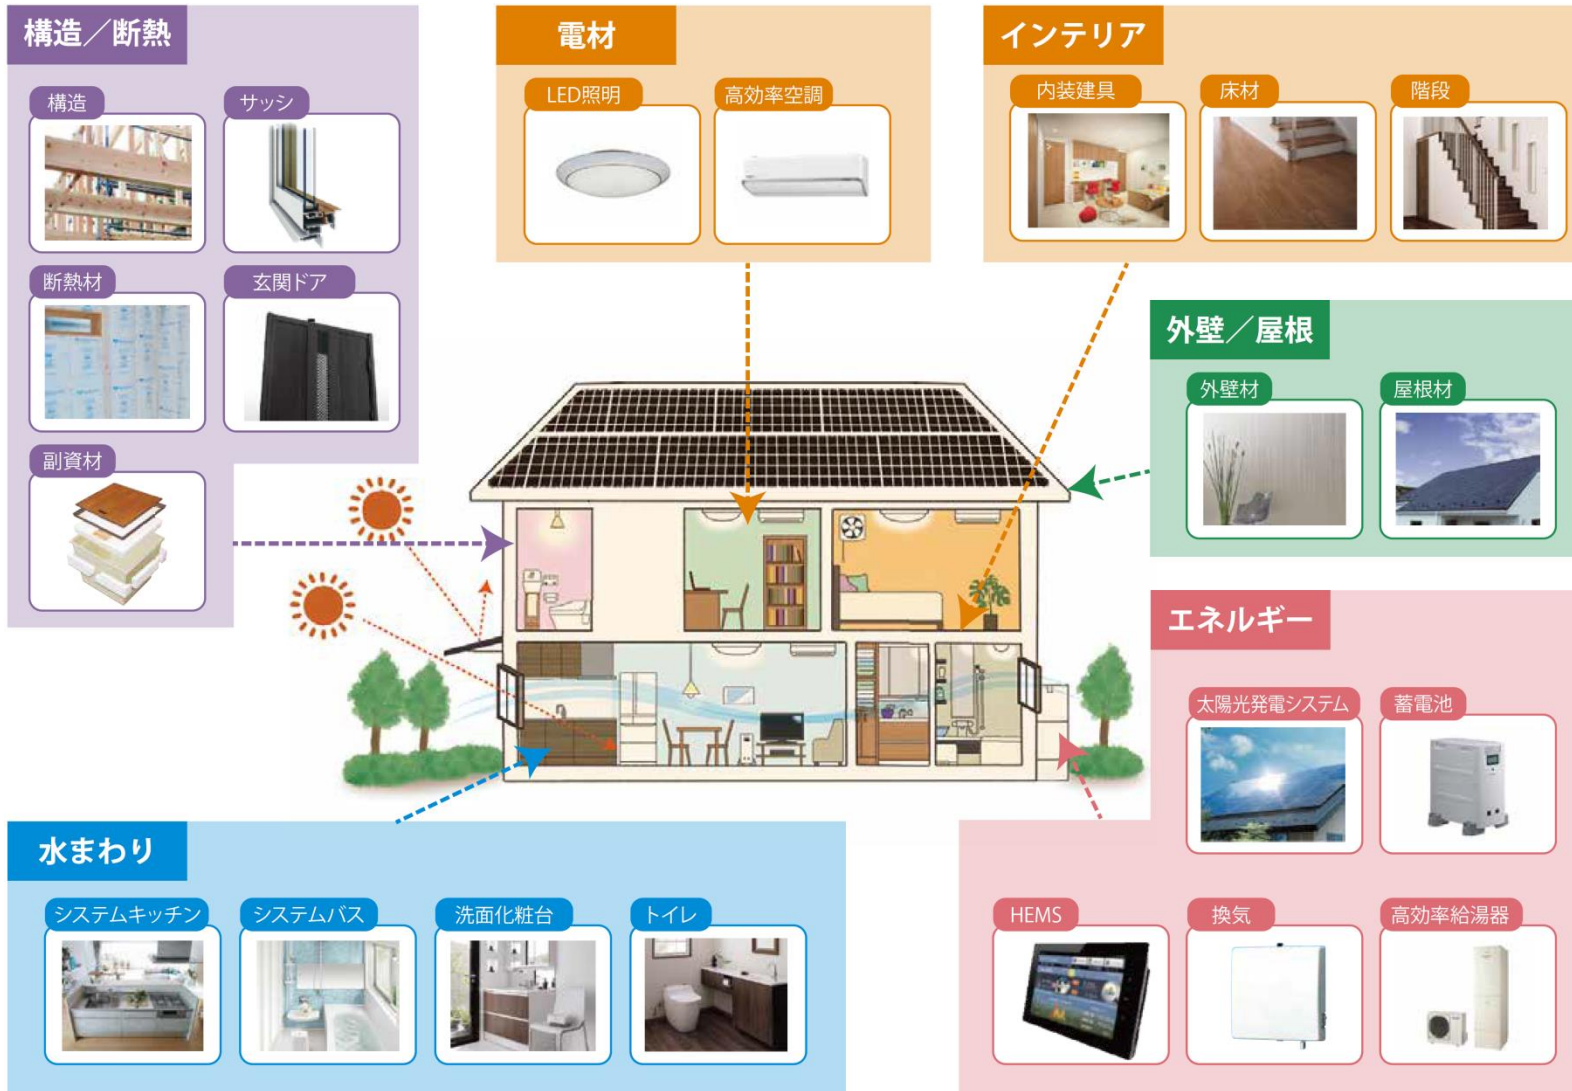 構造／断熱
構造
サッシ
断熱材
玄関ドア
副資材
電材
LED照明
高効率空調
インテリア
内装建具
床材
階段
外壁／屋根
外壁材
屋根材
エネルギー
太陽光発電システム
蓄電池
HEMS
換気
高効率給湯器
水まわり
システムキッチン
システムバス
洗面化粧台
トイレ